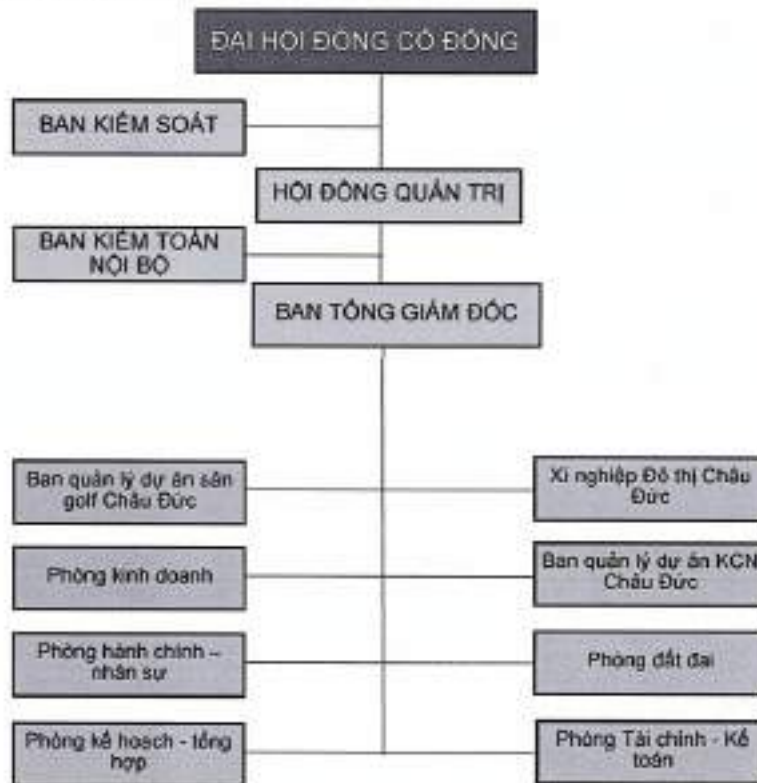 ĐẠI HỘI ĐỒNG CỔ ĐÔNG
BAN KIỂM SOÁT
HỘI ĐỒNG QUẢN TRỊ
BAN KIỂM TOÁN
NỘI BỘ
BAN TỔNG GIÁM ĐỐC
Ban quản lý dự án sân
golf Châu Đức
Xí nghiệp Đô thị Châu
Đức
Phòng kinh doanh
Ban quản lý dự án KCN
Châu Đức
Phòng hành chính –
nhân sự
Phòng đất đai
Phòng kế hoạch - tổng
hợp
Phòng Tài chính - Kế
toán